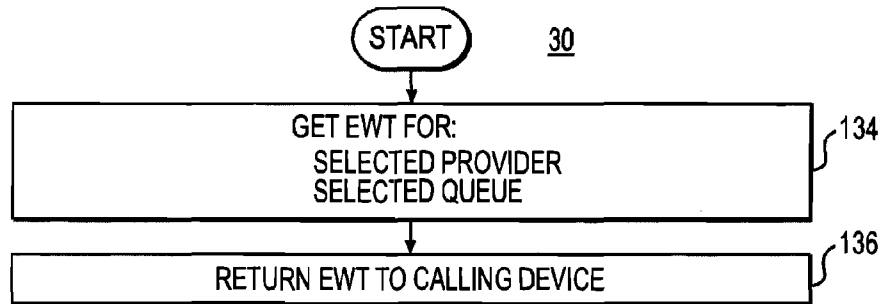 START
30
GET EWT FOR:
SELECTED PROVIDER
SELECTED QUEUE
134
RETURN EWT TO CALLING DEVICE
136